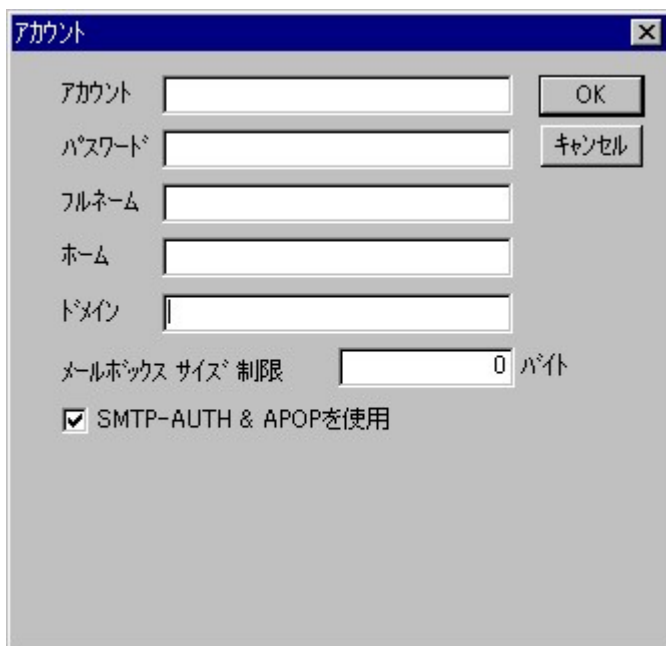 アカウント
アカウント
OK
パスワード
キャンセル
フルネーム
ホーム
ドメイン
メールボックス サイズ 制限 0 バイト
SMTP-AUTH & APOPを使用